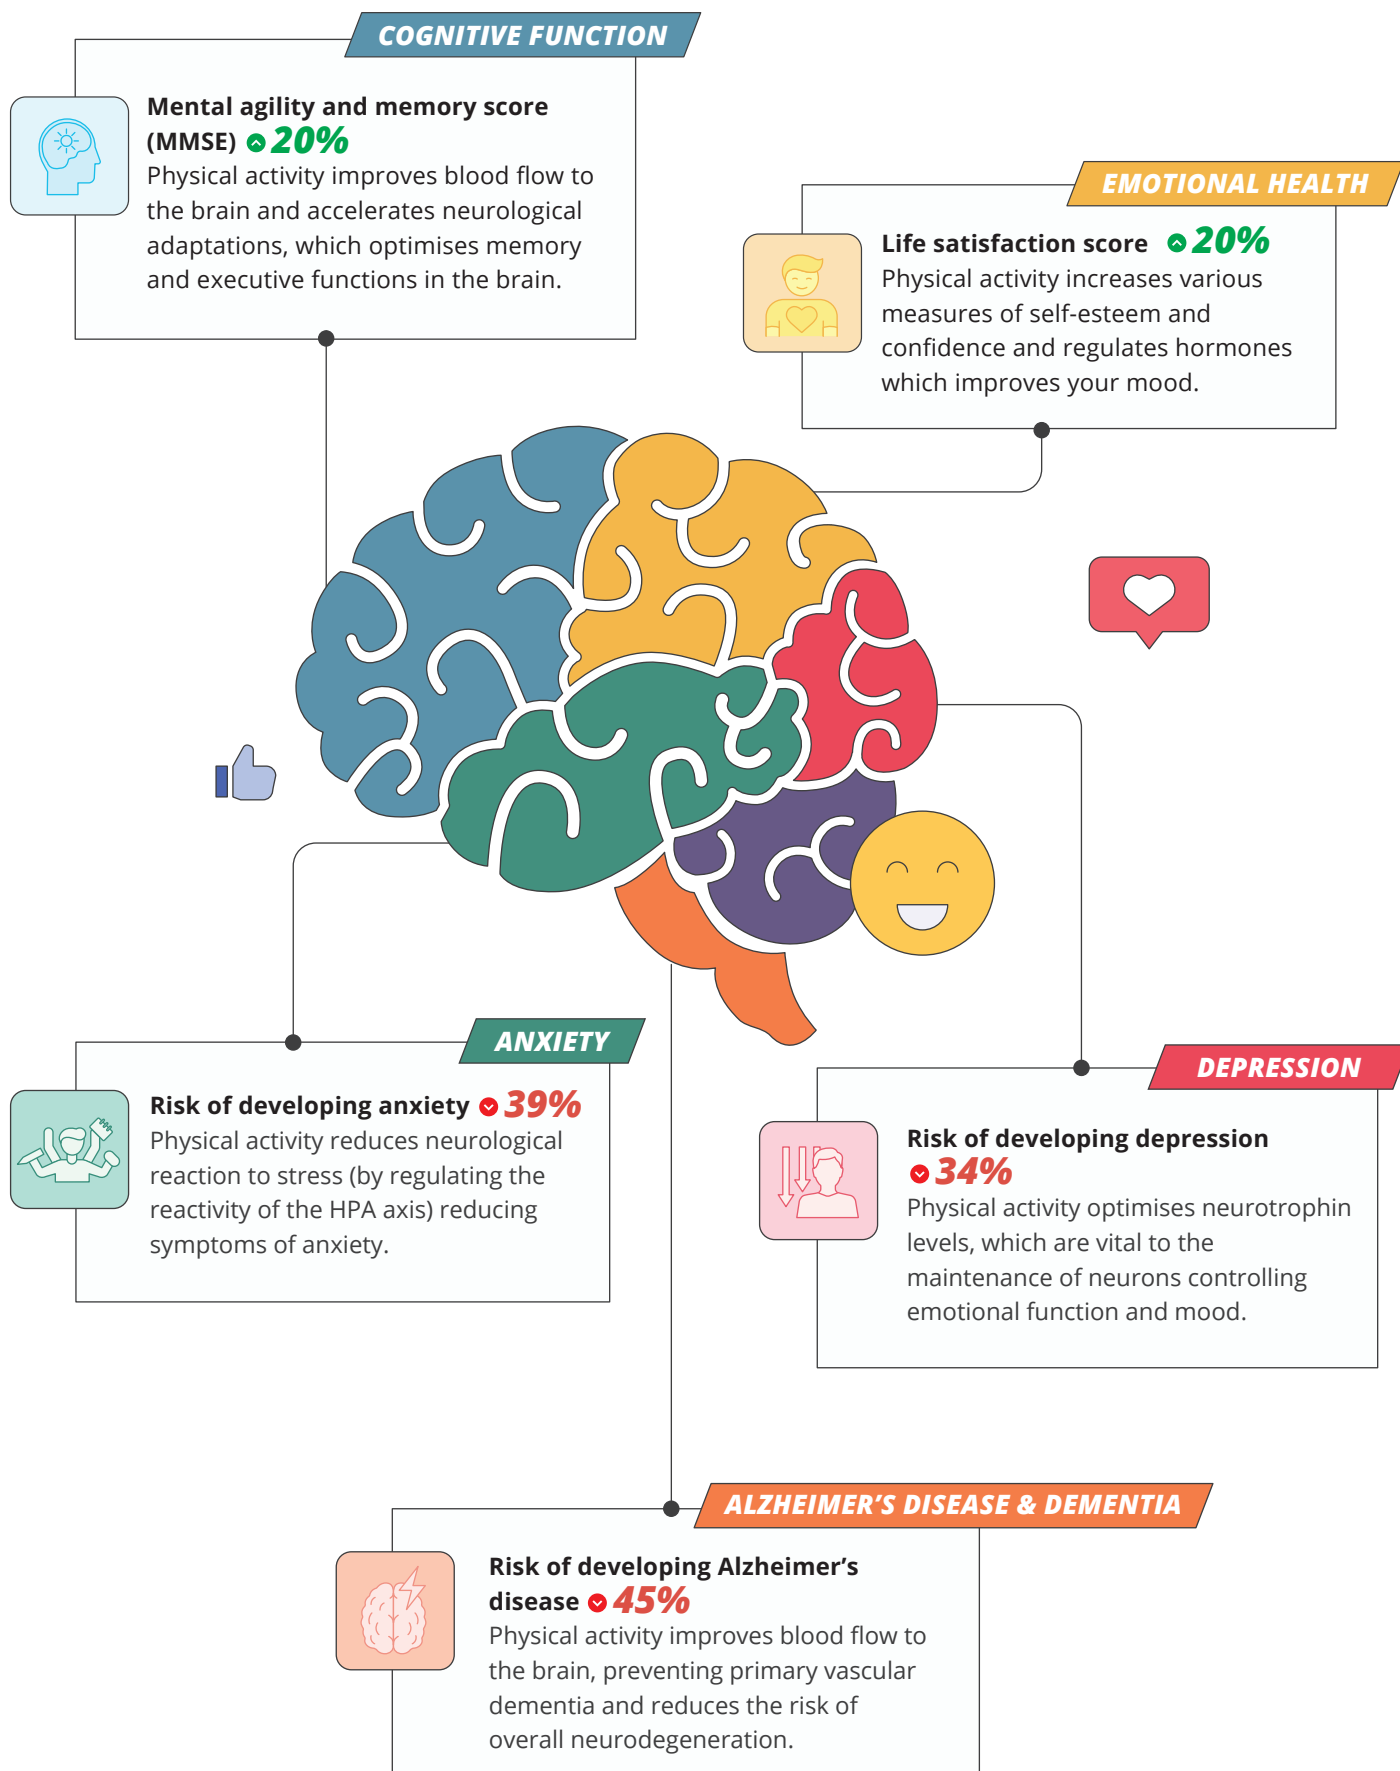 COGNITIVE FUNCTION
Mental agility and memory score
(MMSE) 20%
Physical activity improves blood flow to
the brain and accelerates neurological
adaptations, which optimises memory
and executive functions in the brain.
EMOTIONAL HEALTH
Life satisfaction score 20%
Physical activity increases various
measures of self-esteem and
confidence and regulates hormones
which improves your mood.
ANXIETY
Risk of developing anxiety 39%
Physical activity reduces neurological
reaction to stress (by regulating the
reactivity of the HPA axis) reducing
symptoms of anxiety.
DEPRESSION
Risk of developing depression
34%
Physical activity optimises neurotrophin
levels, which are vital to the
maintenance of neurons controlling
emotional function and mood.
ALZHEIMER’S DISEASE & DEMENTIA
Risk of developing Alzheimer’s
disease 45%
Physical activity improves blood flow to
the brain, preventing primary vascular
dementia and reduces the risk of
overall neurodegeneration.